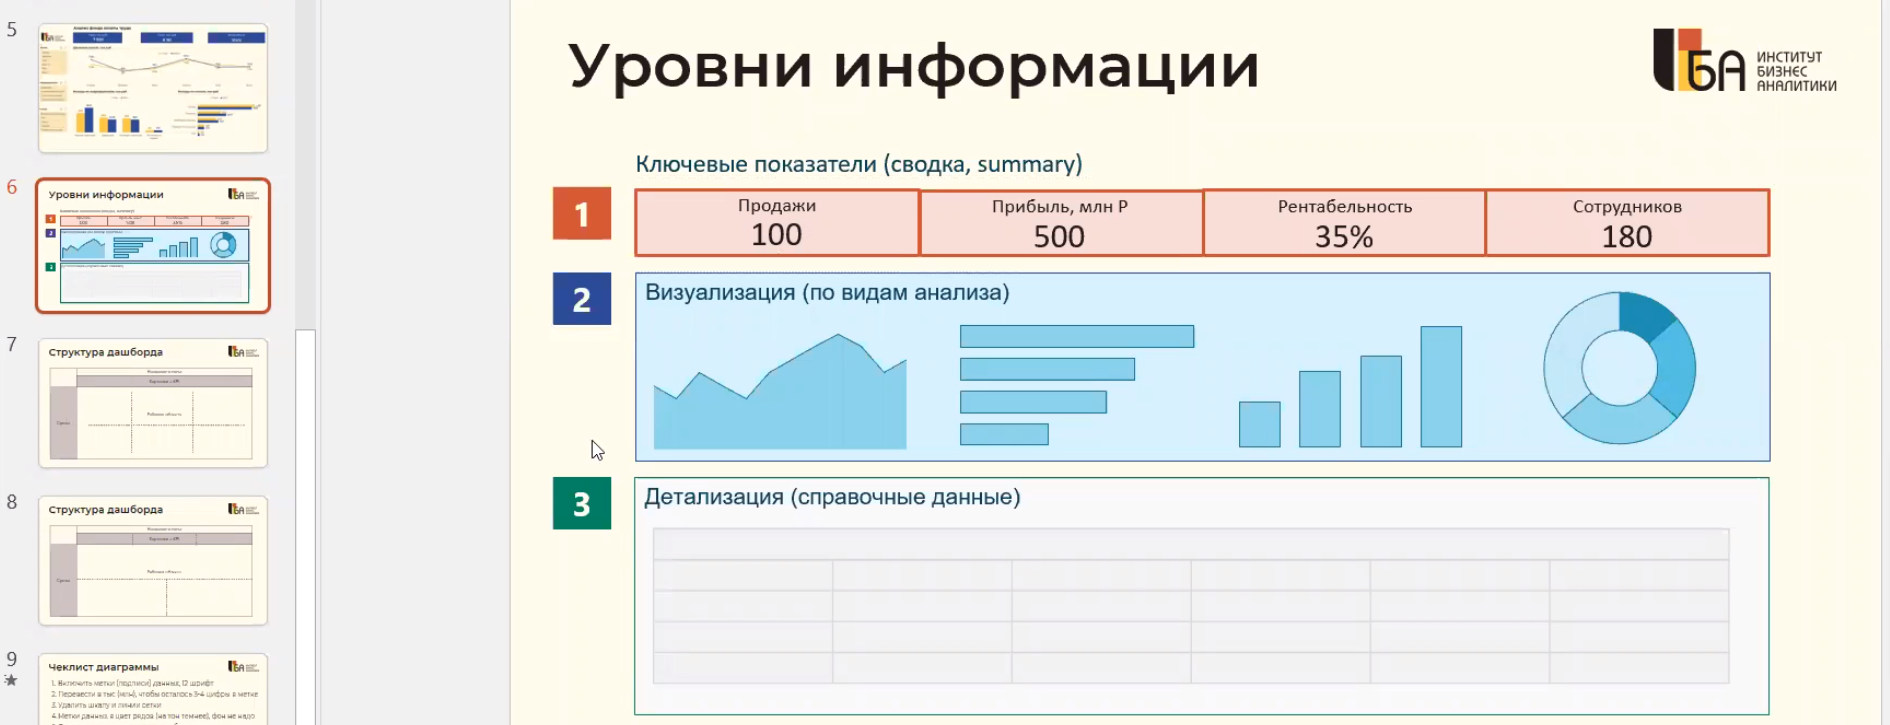 5
6
Уровни информации
7
Структура дашборда
8
Структура дашборда
9
Чеклист диаграммы
1. Включить метки (подписи) данных, 12 шрифт
2. Перевести в тыс (млн), чтобы осталось 3-4 цифры в метке
3. Удалить шкалу и линии сетки
4. Метки данных в цвет рядов (на тон темнее), фон не надо
Уровни информации
БА
ИНСТИТУТ
БИЗНЕС
АНАЛИТИКИ
Ключевые показатели (сводка, summary)
1
Продажи
100
Прибыль, млн Р
500
Рентабельность
35%
Сотрудников
180
2
Визуализация (по видам анализа)
3
Детализация (справочные данные)